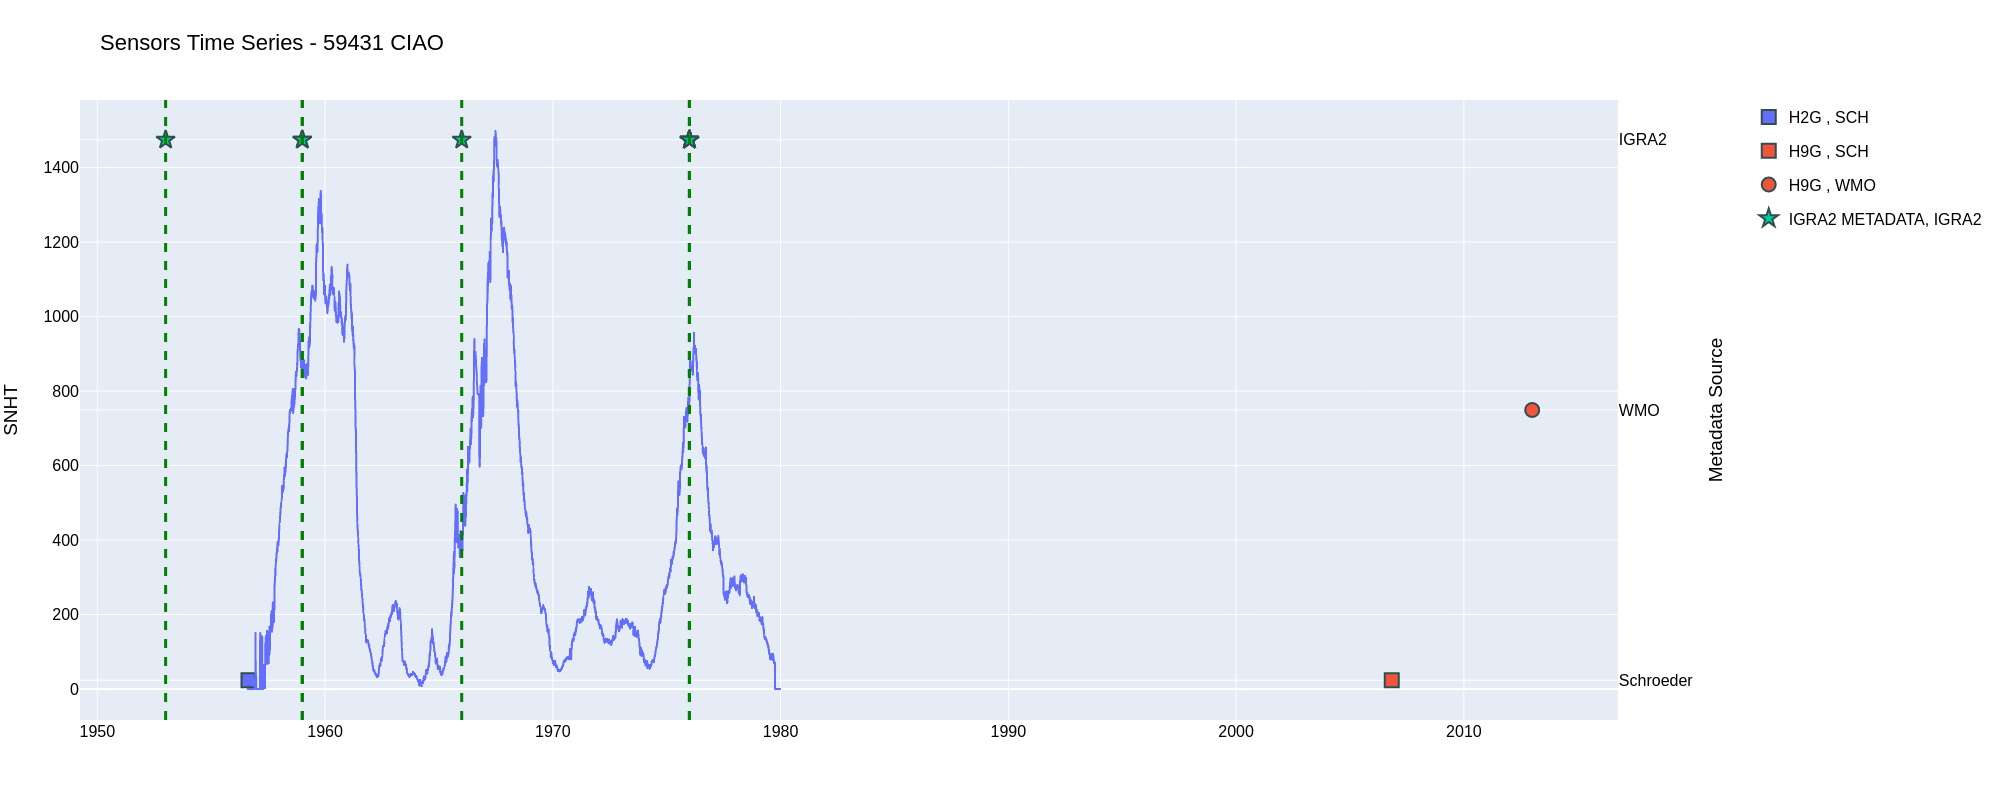 Sensors Time Series - 59431 CIAO
SNHT
1400
1200
1000
800
600
400
200
0
1950
1960
1970
1980
1990
2000
2010
IGRA2
WMO
Schroeder
Metadata Source
H2G , SCH
H9G , SCH
H9G , WMO
IGRA2 METADATA, IGRA2